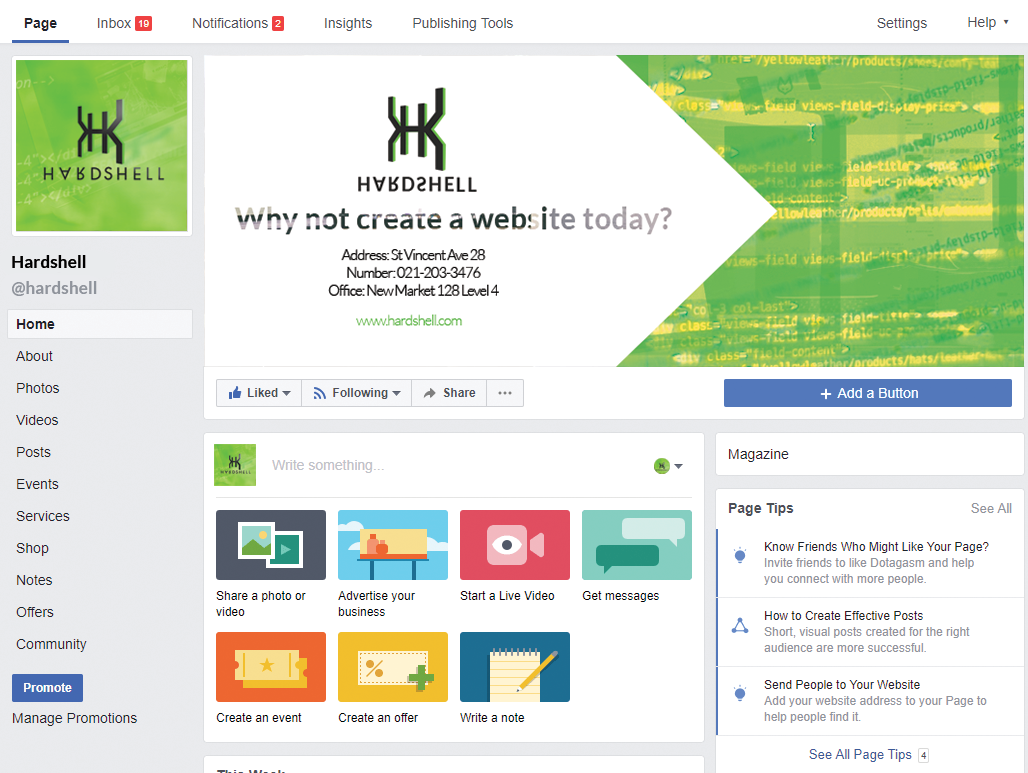 Page Inbox 19 Notifications 2 Insights Publishing Tools Settings Help
HARDSHELL
Hardshell
@hardshell
Home
About
Photos
Videos
Posts
Events
Services
Shop
Notes
Offers
Community
Promote
Manage Promotions
HARDSHELL
Why not create a website today?
Address: St Vincent Ave 28
Number: 021-203-3476
Office: New Market 128 Level 4
www.hardshell.com
Liked Following Share ...
+ Add a Button
Write something...
Share a photo or
video
Advertise your
business
Start a Live Video
Get messages
Create an event
Create an offer
Write a note
This Week
Magazine
Page Tips See All
Know Friends Who Might Like Your Page?
Invite friends to like Dotagasm and help
you connect with more people.
How to Create Effective Posts
Short, visual posts created for the right
audience are more successful.
Send People to Your Website
Add your website address to your Page to
help people find it.
See All Page Tips 4